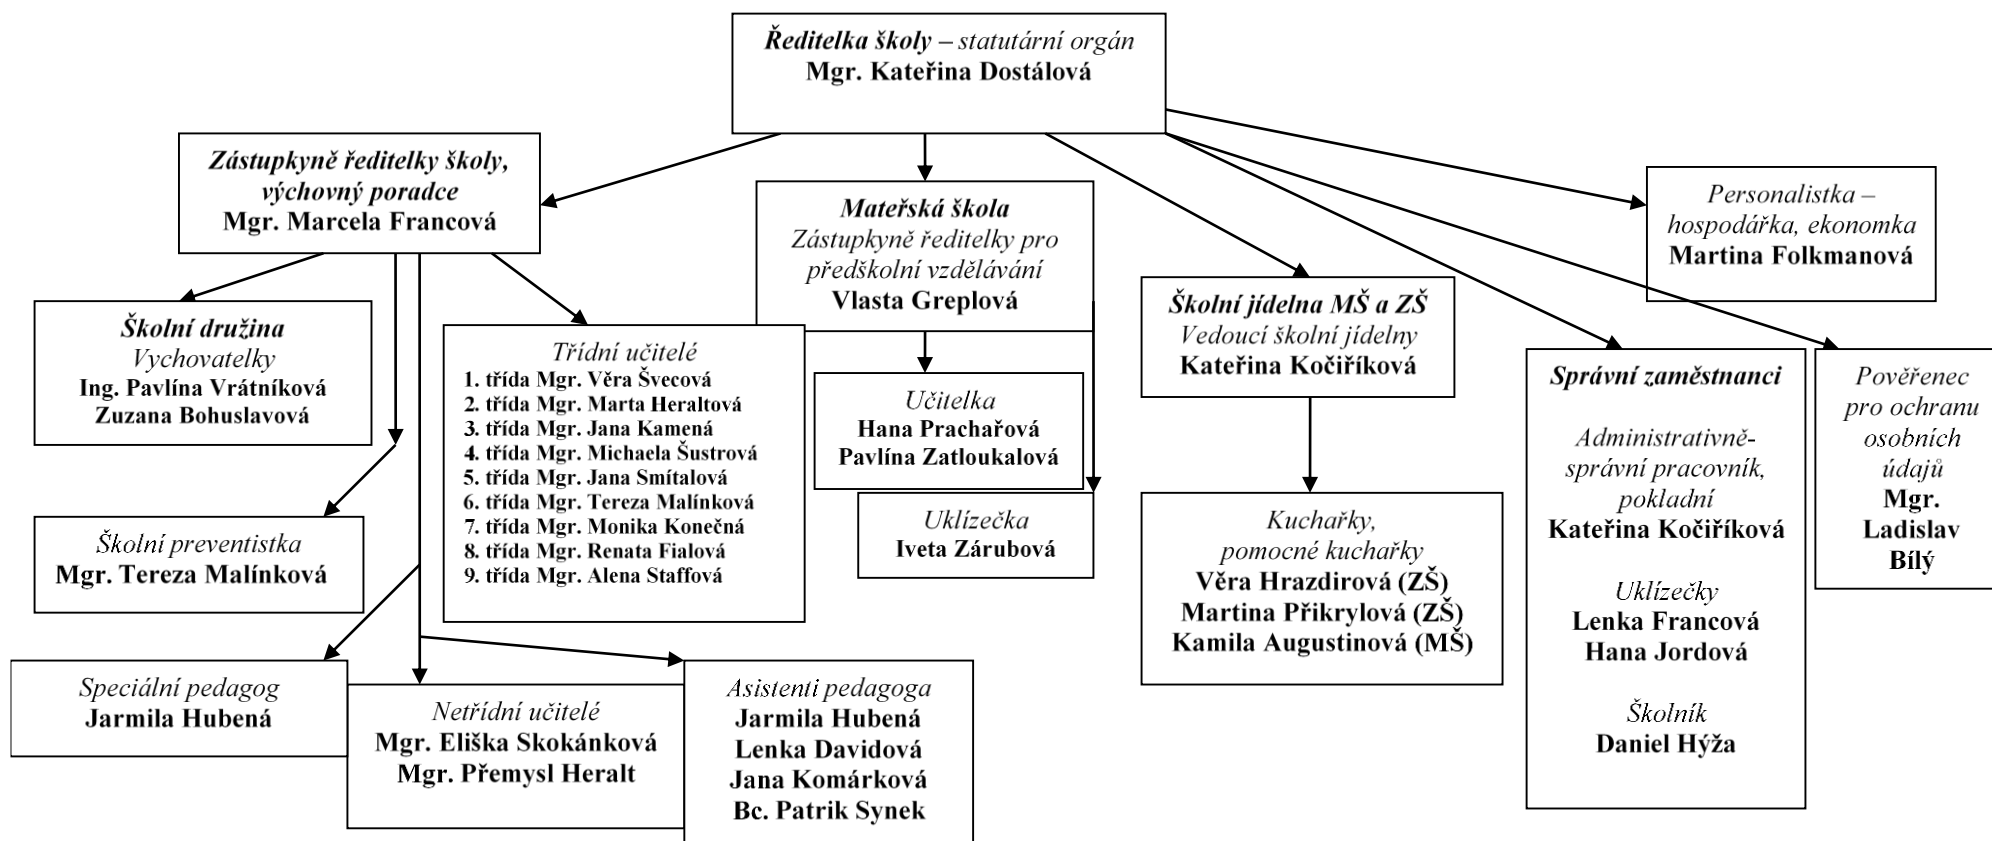 Ředitelka školy – statutární orgán
Mgr. Kateřina Dostálová
Zástupkyně ředitelky školy,
výchovný poradce
Mgr. Marcela Francová
Mateřská škola
Zástupkyně ředitelky pro
předškolní vzdělávání
Vlasta Greplová
Personalistka –
hospodářka, ekonomka
Martina Folkmanová
Školní družina
Vychovatelky
Ing. Pavlína Vrátníková
Zuzana Bohuslavová
Třídní učitelé
1. třída Mgr. Věra Švecová
2. třída Mgr. Marta Heraltová
3. třída Mgr. Jana Kamená
4. třída Mgr. Michaela Šustrová
5. třída Mgr. Jana Smítalová
6. třída Mgr. Tereza Malínková
7. třída Mgr. Monika Konečná
8. třída Mgr. Renata Fialová
9. třída Mgr. Alena Staffová
Učitelka
Hana Prachařová
Pavlína Zatloukalová
Uklízečka
Iveta Zárubová
Školní jídelna MŠ a ZŠ
Vedoucí školní jídelny
Kateřina Kočiříková
Kuchařky,
pomocné kuchařky
Věra Hrazdirová (ZŠ)
Martina Přikrylová (ZŠ)
Kamila Augustinová (MŠ)
Správní zaměstnanci
Administrativně-
správní pracovník,
pokladní
Kateřina Kočiříková
Uklízečky
Lenka Francová
Hana Jordová
Školník
Daniel Hýža
Pověřenec
pro ochranu
osobních
údajů
Mgr.
Ladislav
Bílý
Školní preventistka
Mgr. Tereza Malínková
Speciální pedagog
Jarmila Hubená
Netřídní učitelé
Mgr. Eliška Skokánková
Mgr. Přemysl Heralt
Asistenti pedagoga
Jarmila Hubená
Lenka Davidová
Jana Komárková
Bc. Patrik Synek